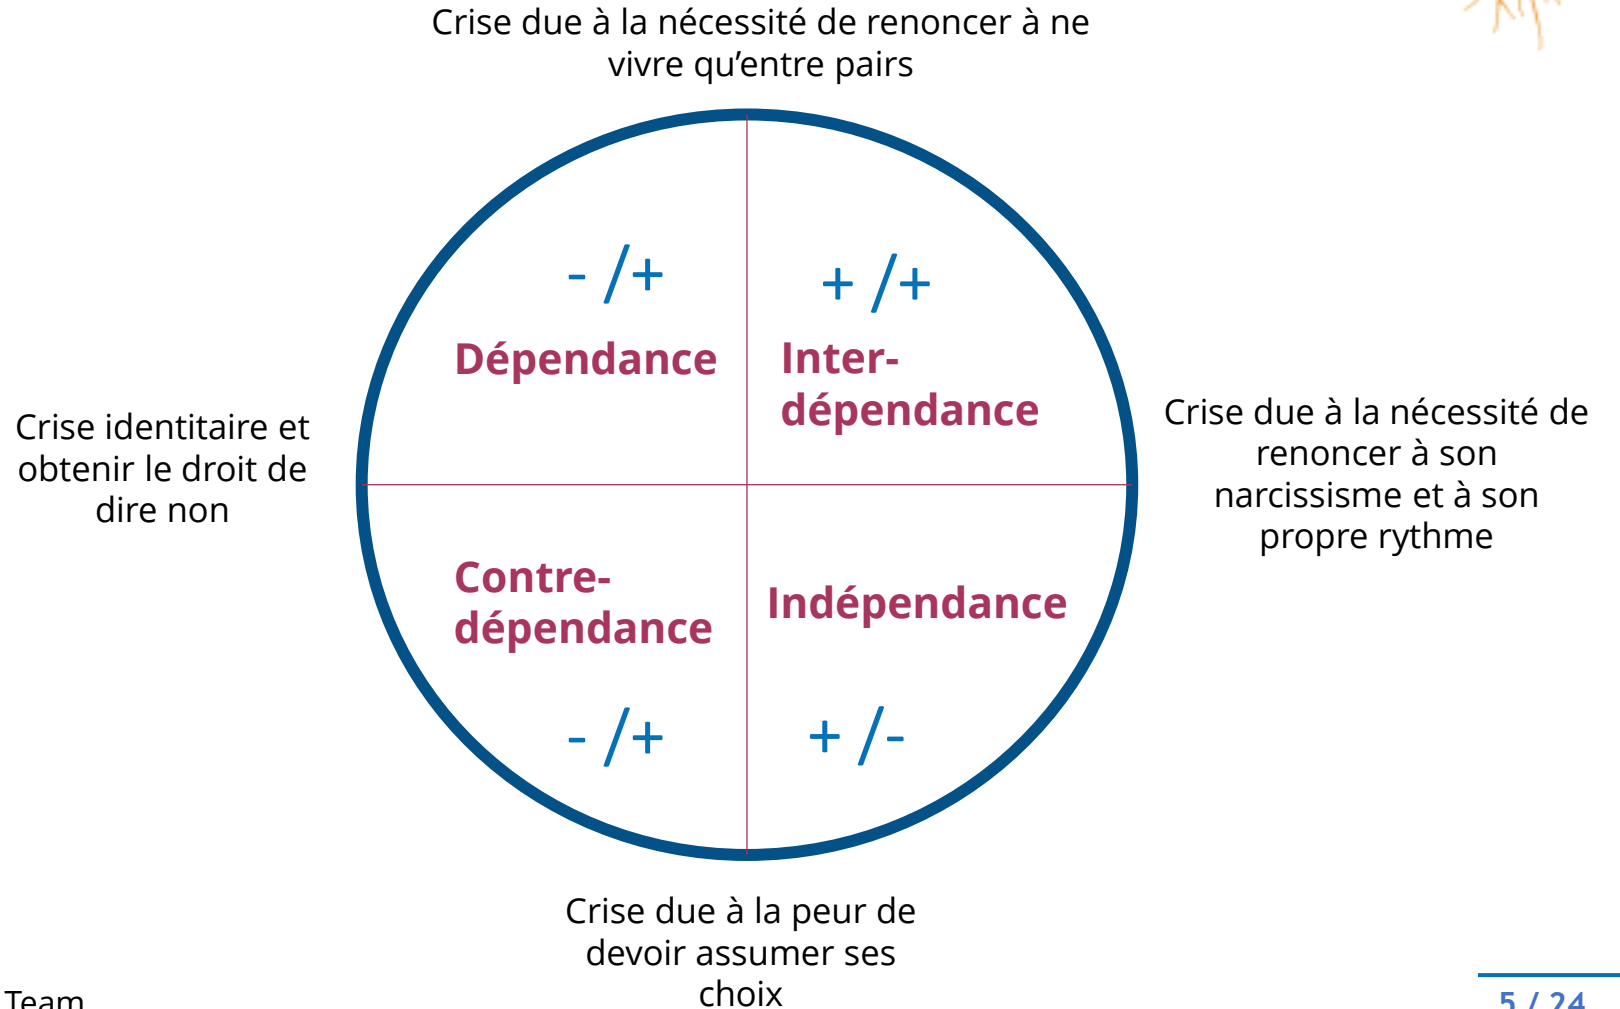 Crise due à la nécessité de renoncer à ne
vivre qu’entre pairs
- /+
+ /+
Dépendance
Inter-
dépendance
Crise identitaire et
obtenir le droit de
dire non
Crise due à la nécessité de
renoncer à son
narcissisme et à son
propre rythme
Contre-
dépendance
Indépendance
- /+
+ /-
Crise due à la peur de
devoir assumer ses
choix
Team
5 / 24